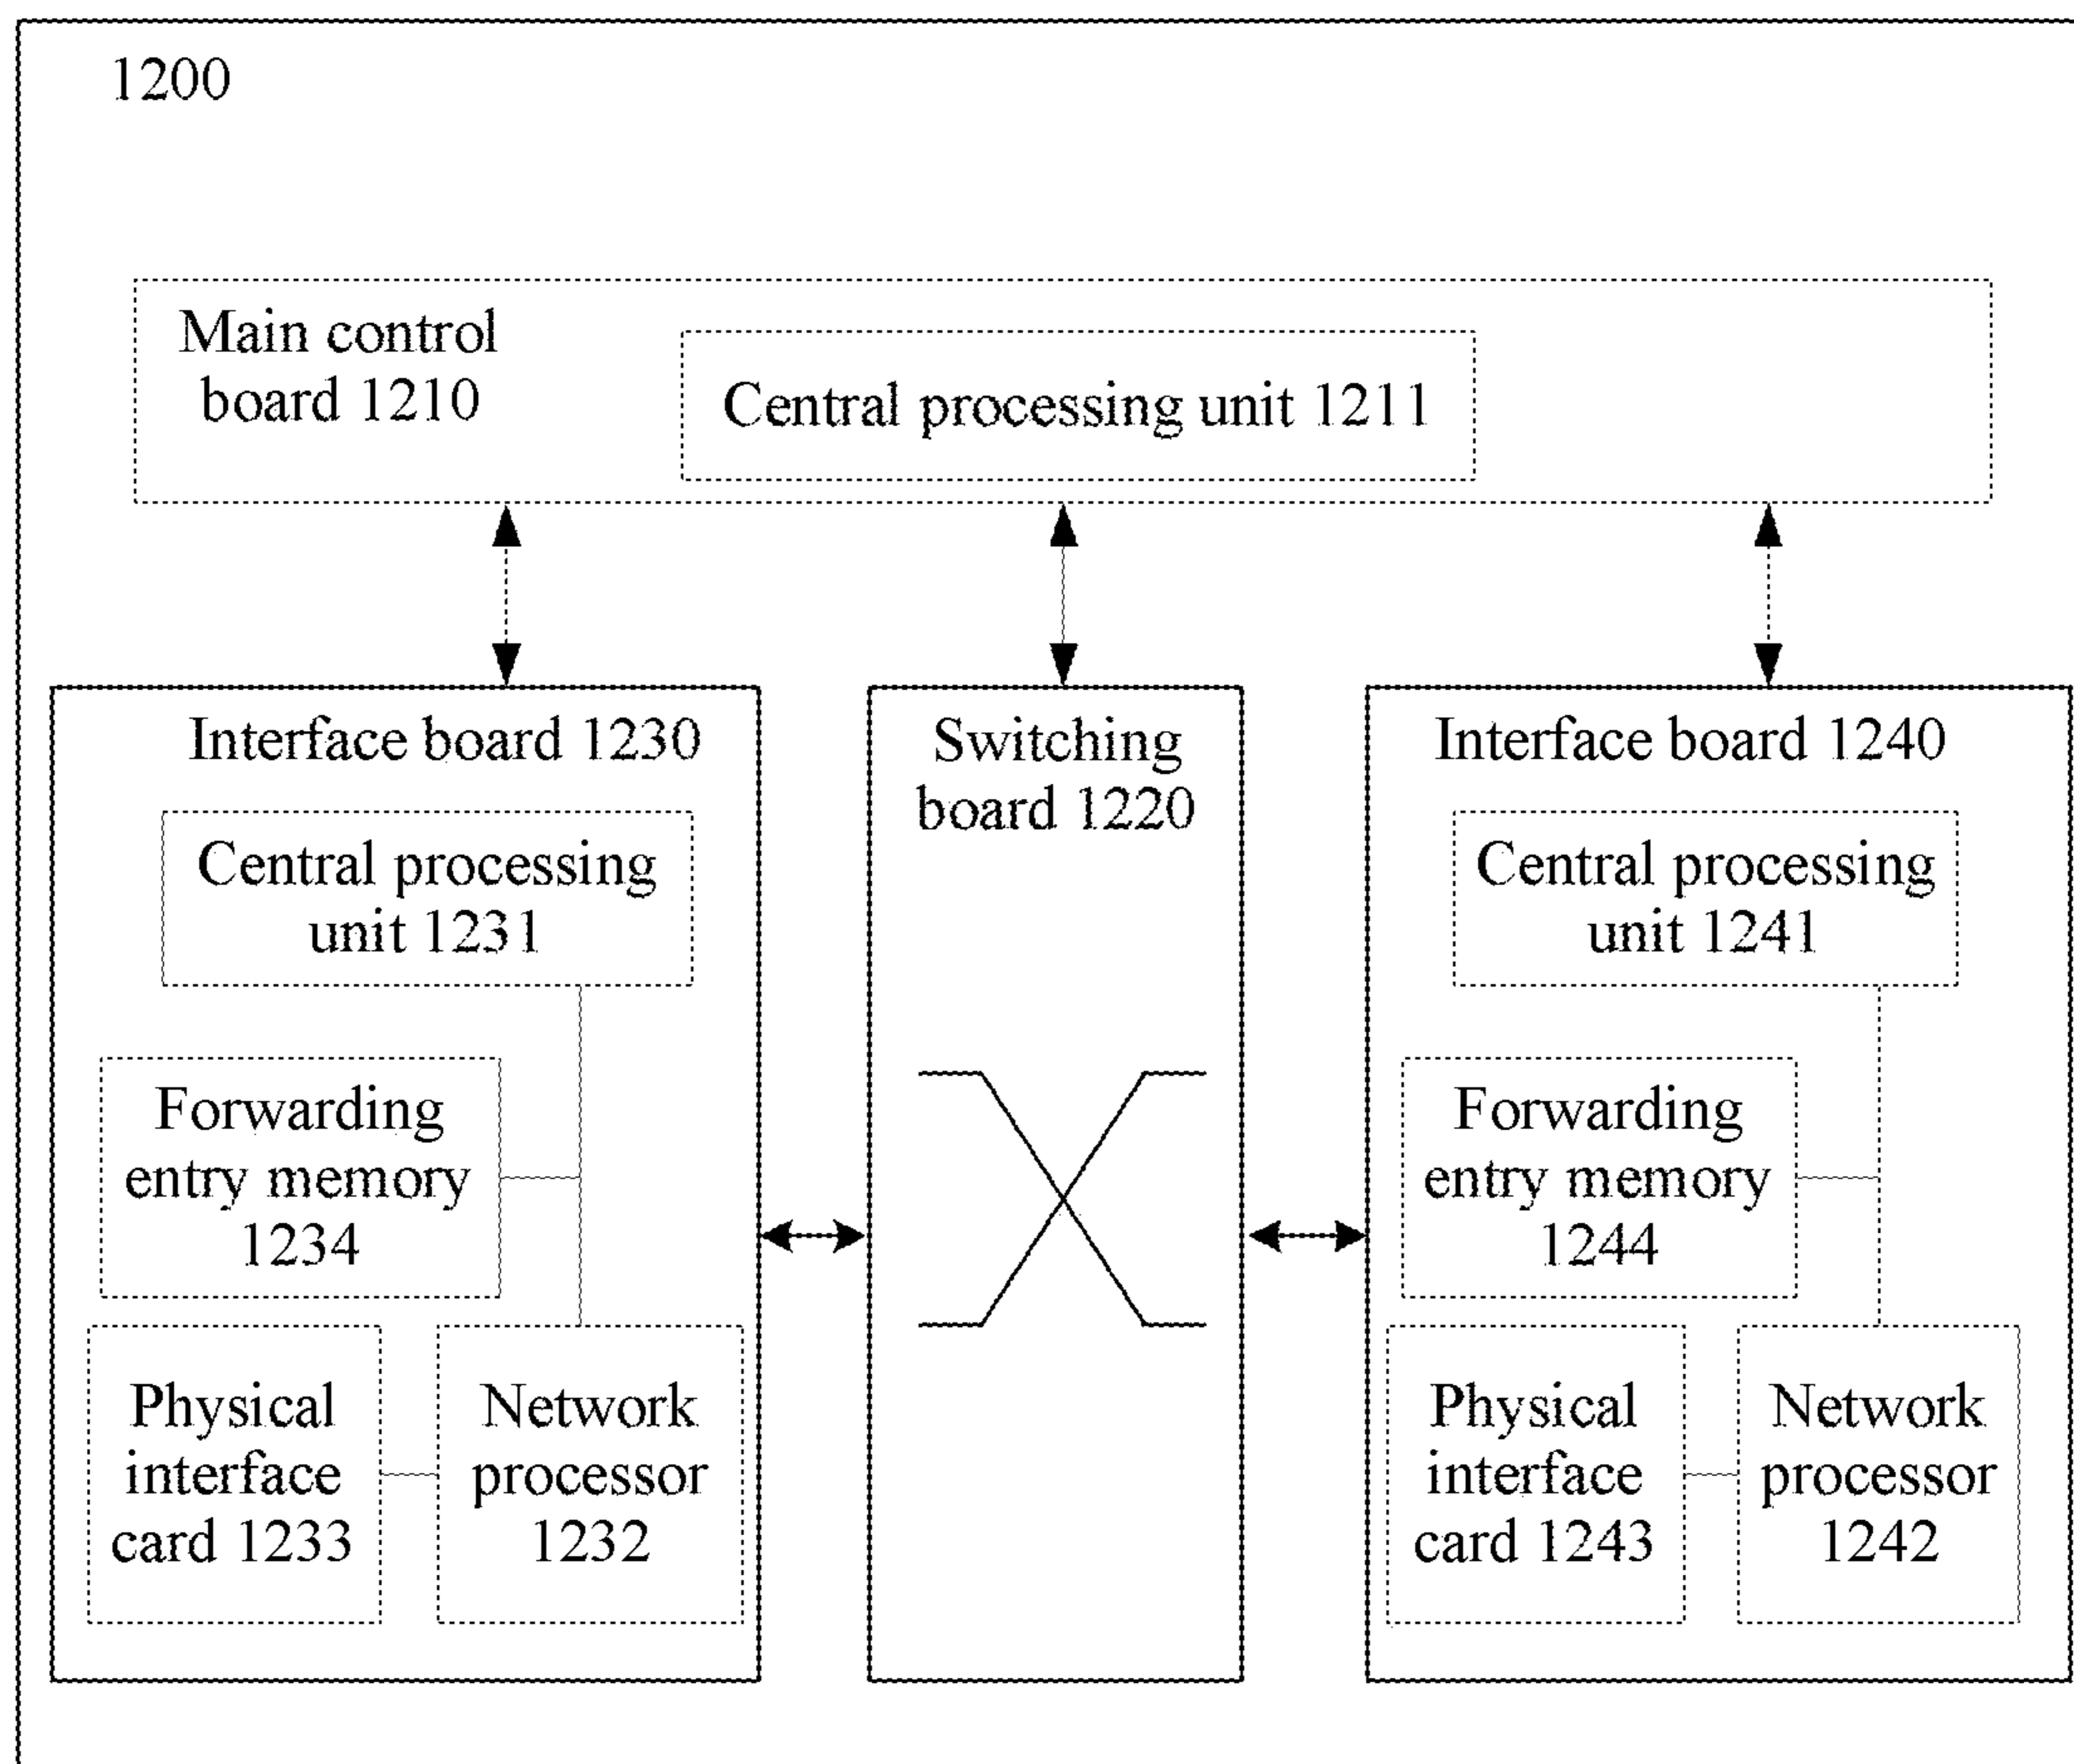 1200
Main control
board 1210
Central processing unit 1211
Interface board 1230
Central processing
unit 1231
Forwarding
entry memory
1234
Physical
interface
card 1233
Network
processor
1232
Switching
board 1220
Interface board 1240
Central processing
unit 1241
Forwarding
entry memory
1244
Physical
interface
card 1243
Network
processor
1242